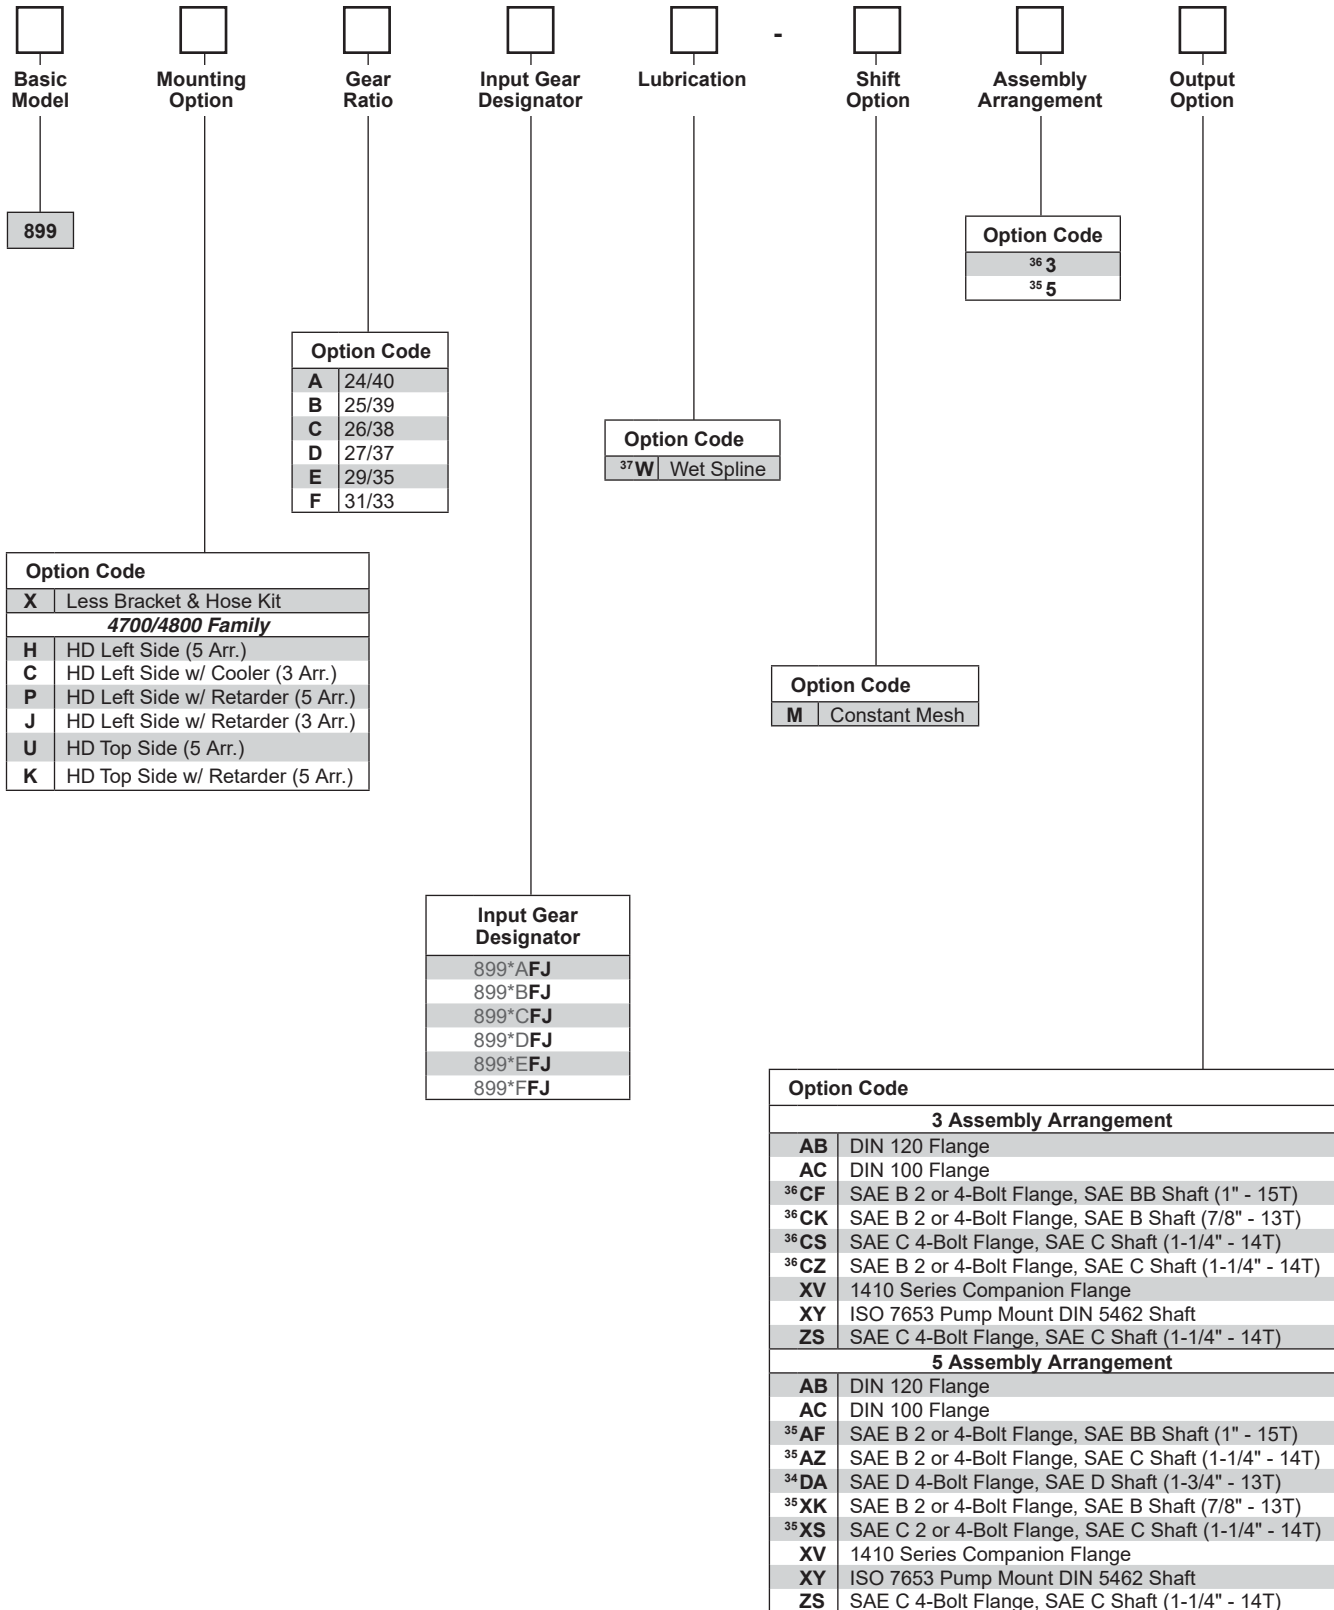 -
Basic Model
Mounting Option
Gear Ratio
Input Gear Designator
Lubrication
Shift Option
Assembly Arrangement
Output Option
899
Option Code
36 3
35 5
Option Code
A 24/40
B 25/39
C 26/38
D 27/37
E 29/35
F 31/33
Option Code
37 W Wet Spline
Option Code
X Less Bracket & Hose Kit
4700/4800 Family
H HD Left Side (5 Arr.)
C HD Left Side w/ Cooler (3 Arr.)
P HD Left Side w/ Retarder (5 Arr.)
J HD Left Side w/ Retarder (3 Arr.)
U HD Top Side (5 Arr.)
K HD Top Side w/ Retarder (5 Arr.)
Option Code
M Constant Mesh
Input Gear
Designator
899*AFJ
899*BFJ
899*CFJ
899*DFJ
899*EFJ
899*FFJ
Option Code
3 Assembly Arrangement
AB DIN 120 Flange
AC DIN 100 Flange
36 CF SAE B 2 or 4-Bolt Flange, SAE BB Shaft (1" - 15T)
36 CK SAE B 2 or 4-Bolt Flange, SAE B Shaft (7/8" - 13T)
36 CS SAE C 4-Bolt Flange, SAE C Shaft (1-1/4" - 14T)
36 CZ SAE B 2 or 4-Bolt Flange, SAE C Shaft (1-1/4" - 14T)
XV 1410 Series Companion Flange
XY ISO 7653 Pump Mount DIN 5462 Shaft
ZS SAE C 4-Bolt Flange, SAE C Shaft (1-1/4" - 14T)
5 Assembly Arrangement
AB DIN 120 Flange
AC DIN 100 Flange
35 AF SAE B 2 or 4-Bolt Flange, SAE BB Shaft (1" - 15T)
35 AZ SAE B 2 or 4-Bolt Flange, SAE C Shaft (1-1/4" - 14T)
34 DA SAE D 4-Bolt Flange, SAE D Shaft (1-3/4" - 13T)
35 XK SAE B 2 or 4-Bolt Flange, SAE B Shaft (7/8" - 13T)
35 XS SAE C 2 or 4-Bolt Flange, SAE C Shaft (1-1/4" - 14T)
XV 1410 Series Companion Flange
XY ISO 7653 Pump Mount DIN 5462 Shaft
ZS SAE C 4-Bolt Flange, SAE C Shaft (1-1/4" - 14T)